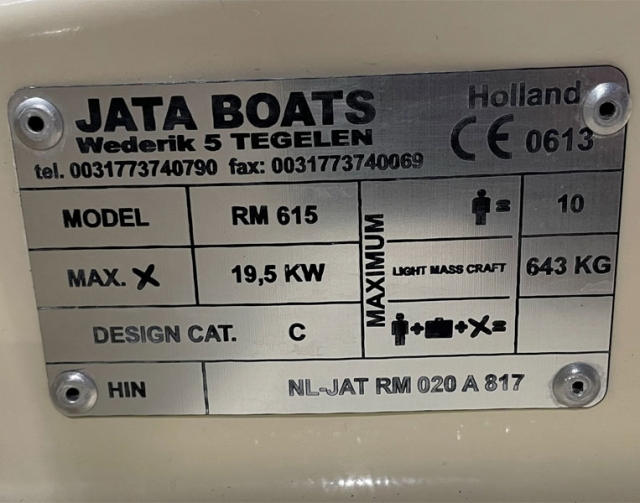 JATA BOATS
Holland
Wederik 5 TEGELEN
CE 0613
tel. 0031773740790 fax: 0031773740069
MODEL RM 615
MAXIMUM
= 10
MAX. 19,5 KW
LIGHT MASS CRAFT 643 KG
DESIGN CAT. C
+ + =
HIN NL-JAT RM 020 A 817